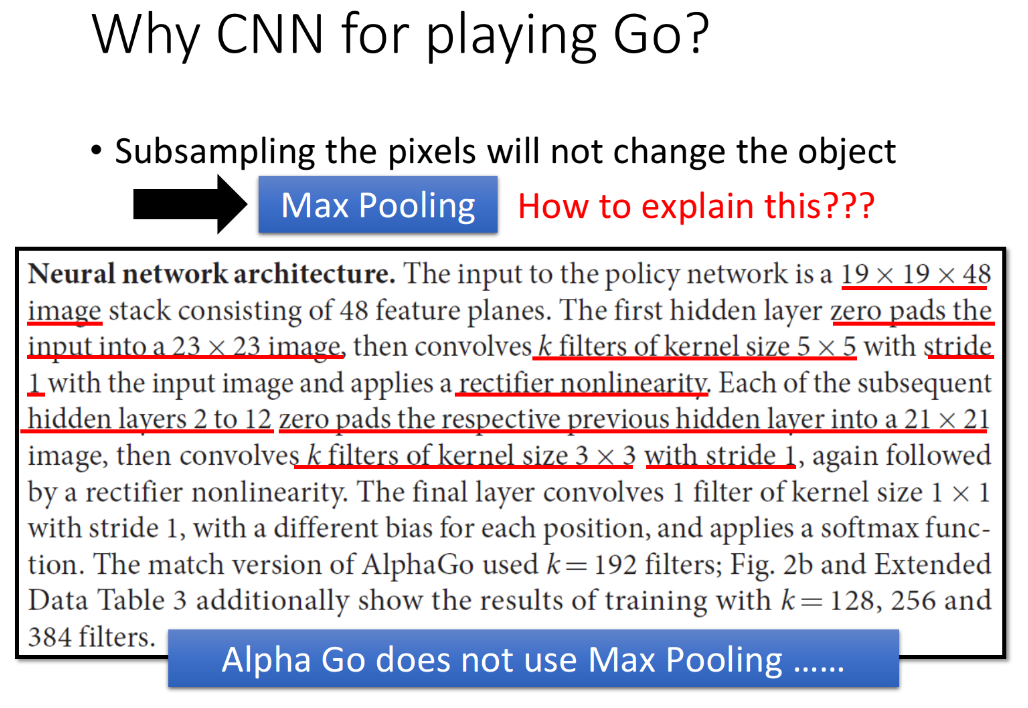 Why CNN for playing Go?
• Subsampling the pixels will not change the object
Max Pooling How to explain this???
Neural network architecture. The input to the policy network is a 19 × 19 × 48
image stack consisting of 48 feature planes. The first hidden layer zero pads the
input into a 23 × 23 image, then convolves k filters of kernel size 5 × 5 with stride
1 with the input image and applies a rectifier nonlinearity. Each of the subsequent
hidden layers 2 to 12 zero pads the respective previous hidden layer into a 21 × 21
image, then convolves k filters of kernel size 3 × 3 with stride 1, again followed
by a rectifier nonlinearity. The final layer convolves 1 filter of kernel size 1 × 1
with stride 1, with a different bias for each position, and applies a softmax func-
tion. The match version of AlphaGo used k = 192 filters; Fig. 2b and Extended
Data Table 3 additionally show the results of training with k = 128, 256 and
384 filters.
Alpha Go does not use Max Pooling ……